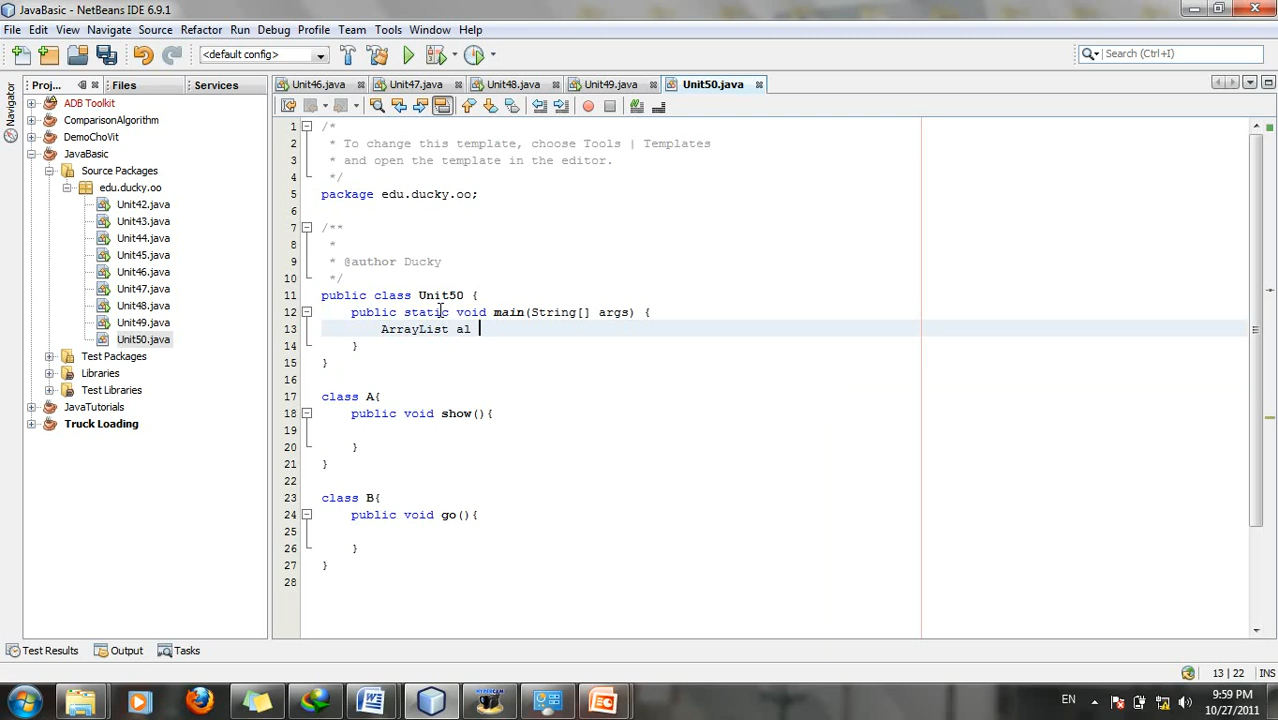 JavaBasic - NetBeans IDE 6.9.1
File Edit View Navigate Source Refactor Run Debug Profile Team Tools Window Help
<default config>
Search (Ctrl+I)
Proj...
Files
Services
Navigator
ADB Toolkit
ComparisonAlgorithm
DemoChoVit
JavaBasic
Source Packages
edu.ducky.oo
Unit42.java
Unit43.java
Unit44.java
Unit45.java
Unit46.java
Unit47.java
Unit48.java
Unit49.java
Unit50.java
Test Packages
Libraries
Test Libraries
JavaTutorials
Truck Loading
Unit46.java Unit47.java Unit48.java Unit49.java Unit50.java
1 /*
2 * To change this template, choose Tools | Templates
3 * and open the template in the editor.
4 */
5 package edu.ducky.oo;
6
7 /**
8 *
9 * @author Ducky
10 */
11 public class Unit50 {
12 public static void main(String[] args) {
13 ArrayList al
14 }
15 }
16
17 class A{
18 public void show(){
19
20 }
21 }
22
23 class B{
24 public void go(){
25
26 }
27 }
28
Test Results Output Tasks
13 | 22 INS
W
HYPERCAM
P
EN
9:59 PM
10/27/2011